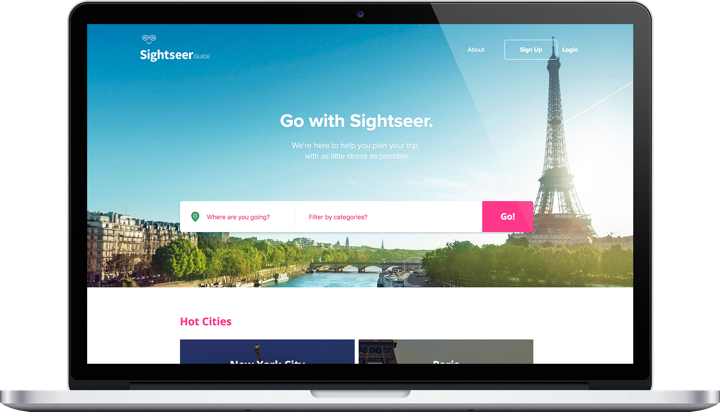 Sightseer GUIDE
About
Sign Up
Login
Go with Sightseer.
We're here to help you plan your trip,
with as little stress as possible
Where are you going?
Filter by categories?
Go!
Hot Cities
New York City
Paris